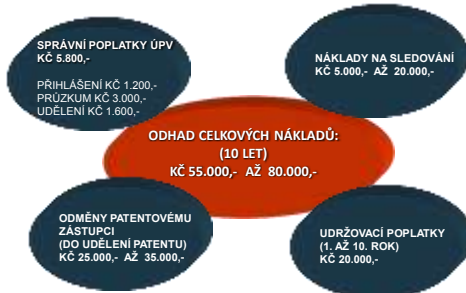 SPRÁVNÍ POPLATKY ÚPV
KČ 5.800,-
PŘIHLÁŠENÍ KČ 1.200,-
PRŮZKUM KČ 3.000,-
UDĚLENÍ KČ 1.600,-
NÁKLADY NA SLEDOVÁNÍ
KČ 5.000,- AŽ 20.000,-
ODHAD CELKOVÝCH NÁKLADŮ:
(10 LET)
KČ 55.000,- AŽ 80.000,-
ODMĚNY PATENTOVÉMU
ZÁSTUPCI
(DO UDĚLENÍ PATENTU)
KČ 25.000,- AŽ 35.000,-
UDRŽOVACÍ POPLATKY
(1. AŽ 10. ROK)
KČ 20.000,-